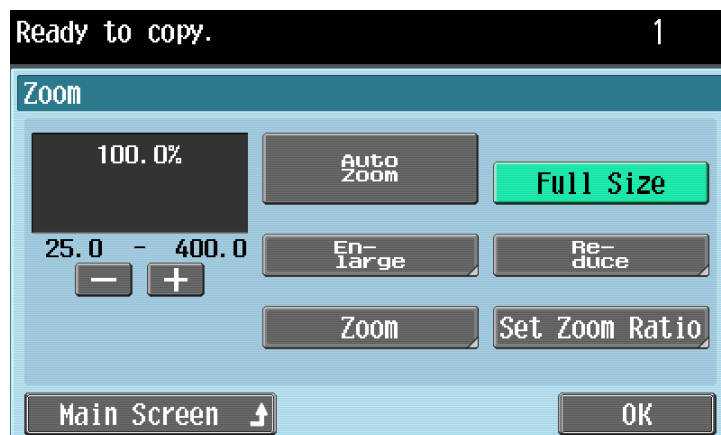 Ready to copy. 1
Zoom
100.0%
Auto
Zoom
Full Size
25.0 - 400.0
− +
En-
large
Re-
duce
Zoom
Set Zoom Ratio
Main Screen
OK